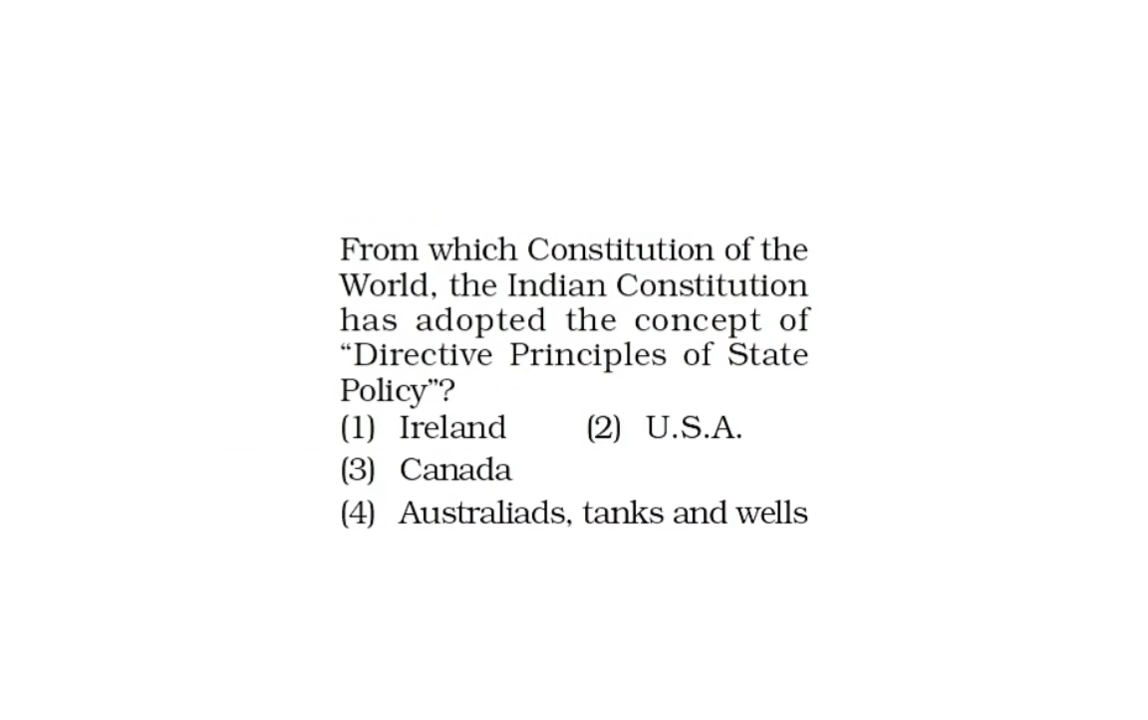 From which Constitution of the
World, the Indian Constitution
has adopted the concept of
“Directive Principles of State
Policy”?
(1) Ireland (2) U.S.A.
(3) Canada
(4) Australiads, tanks and wells